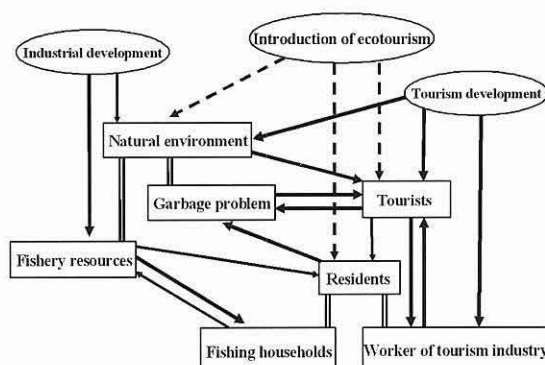 Industrial development
Introduction of ecotourism
Tourism development
Natural environment
Garbage problem
Tourists
Fishery resources
Residents
Fishing households
Worker of tourism industry